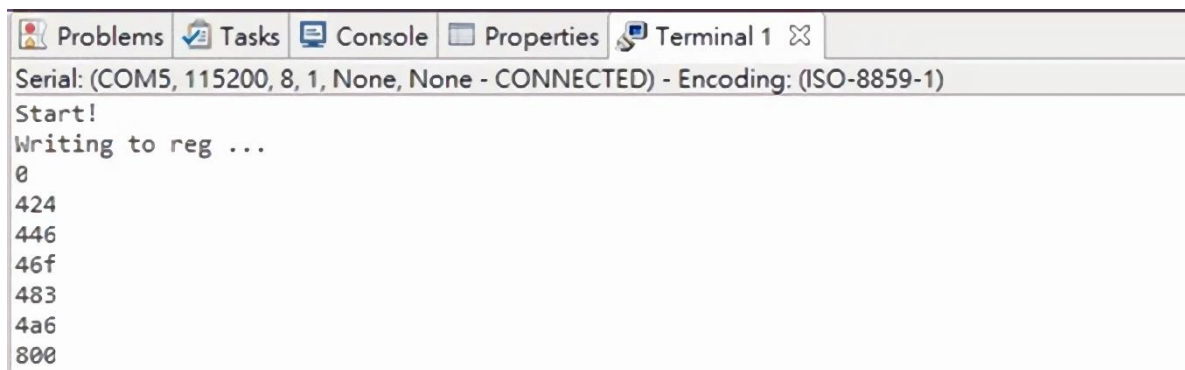 Problems Tasks Console Properties Terminal 1
Serial: (COM5, 115200, 8, 1, None, None - CONNECTED) - Encoding: (ISO-8859-1)
Start!
Writing to reg ...
0
424
446
46f
483
4a6
800